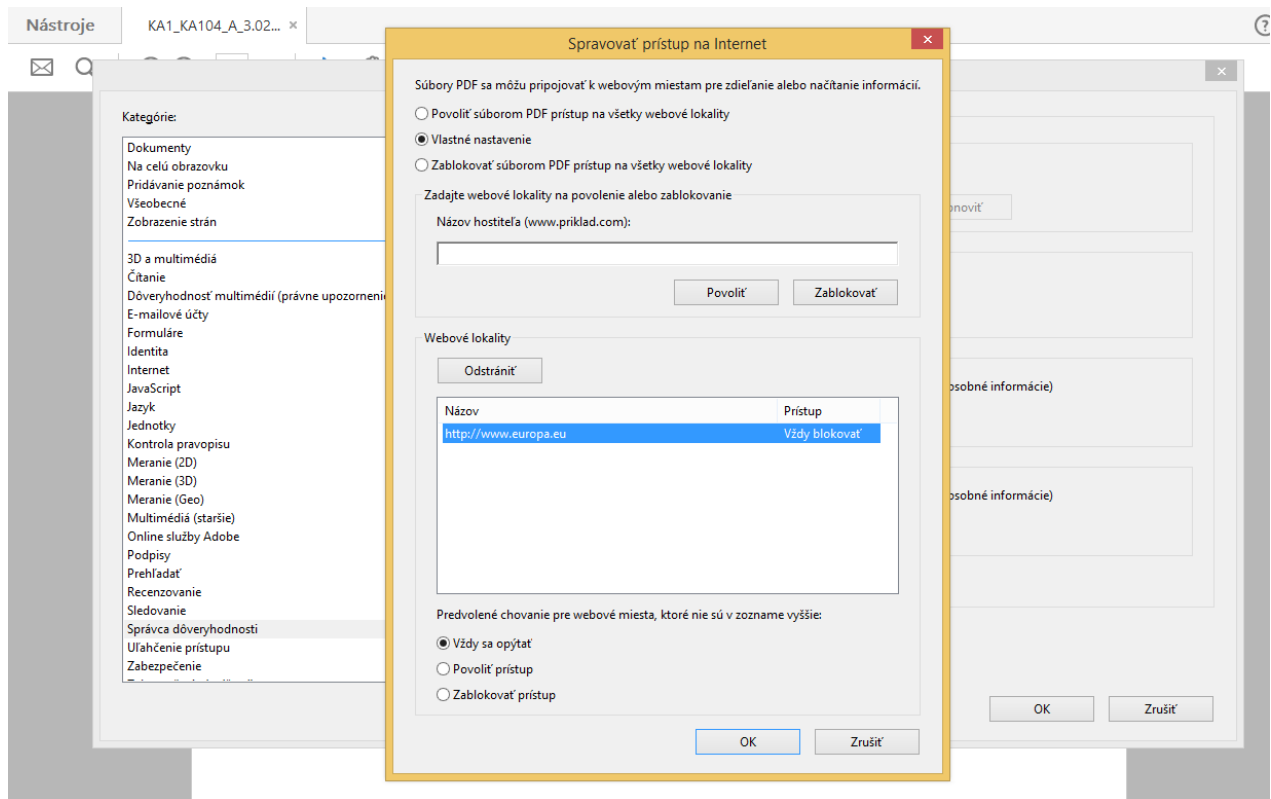 Nástroje
KA1_KA104_A_3.02... ×
Spravovať prístup na Internet
Kategórie:
Dokumenty
Na celú obrazovku
Pridávanie poznámok
Všeobecné
Zobrazenie strán
3D a multimédiá
Čítanie
Dôveryhodnosť multimédií (právne upozornenie
E-mailové účty
Formuláre
Identita
Internet
JavaScript
Jazyk
Jednotky
Kontrola pravopisu
Meranie (2D)
Meranie (3D)
Meranie (Geo)
Multimédiá (staršie)
Online služby Adobe
Podpisy
Prehľadať
Recenzovanie
Sledovanie
Správca dôveryhodnosti
Uľahčenie prístupu
Zabezpečenie
Súbory PDF sa môžu pripojovať k webovým miestam pre zdieľanie alebo načítanie informácií.
Povoliť súborom PDF prístup na všetky webové lokality
Vlastné nastavenie
Zablokovať súborom PDF prístup na všetky webové lokality
Zadajte webové lokality na povolenie alebo zablokovanie
Názov hostiteľa (www.priklad.com):
Povoliť Zablokovať
Webové lokality
Odstrániť
Názov Prístup
http://www.europa.eu Vždy blokovať
Predvolené chovanie pre webové miesta, ktoré nie sú v zozname vyššie:
Vždy sa opýtať
Povoliť prístup
Zablokovať prístup
OK Zrušiť
noviť
osobné informácie)
osobné informácie)
OK Zrušiť